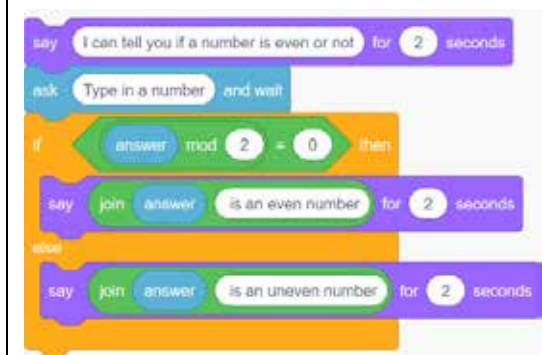 say I can tell you if a number is even or not for 2 seconds
ask Type in a number and wait
if answer mod 2 = 0 then
say join answer is an even number for 2 seconds
else
say join answer is an uneven number for 2 seconds